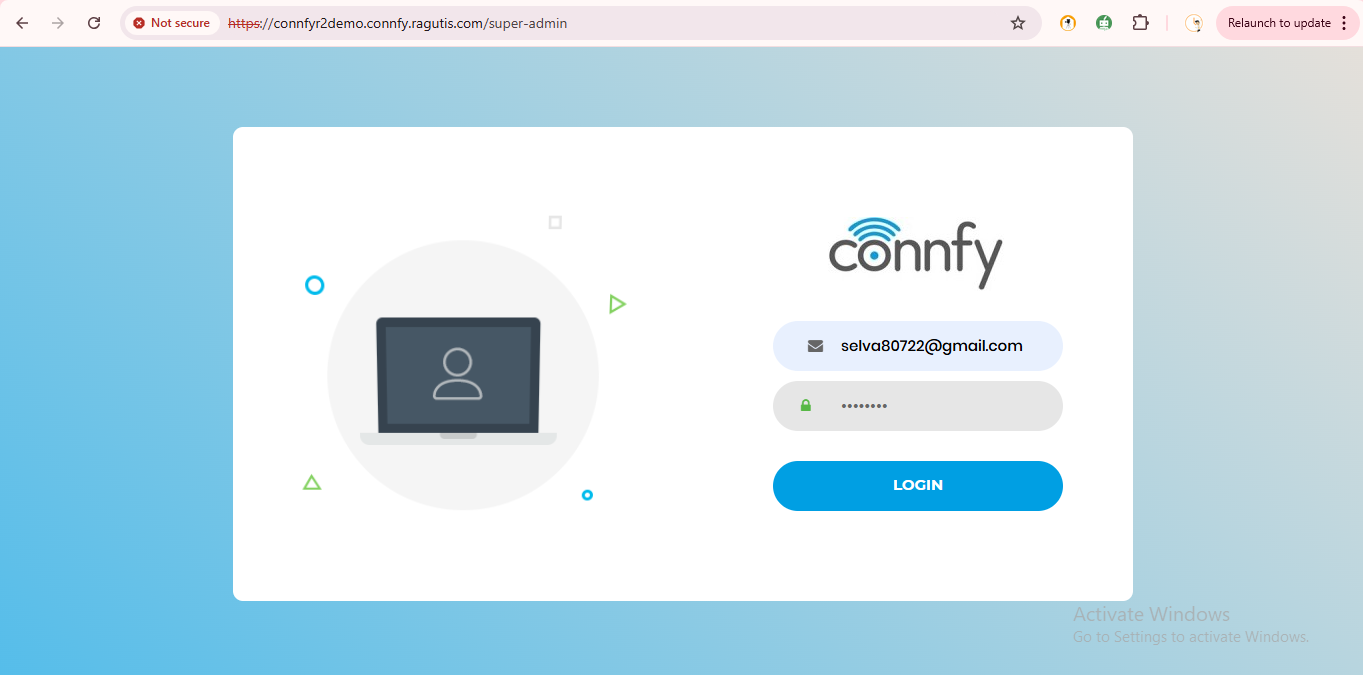 Not secure
https://connfyr2demo.connfy.ragutis.com/super-admin
Relaunch to update
connfy
selva80722@gmail.com
••••••••
LOGIN
Activate Windows
Go to Settings to activate Windows.